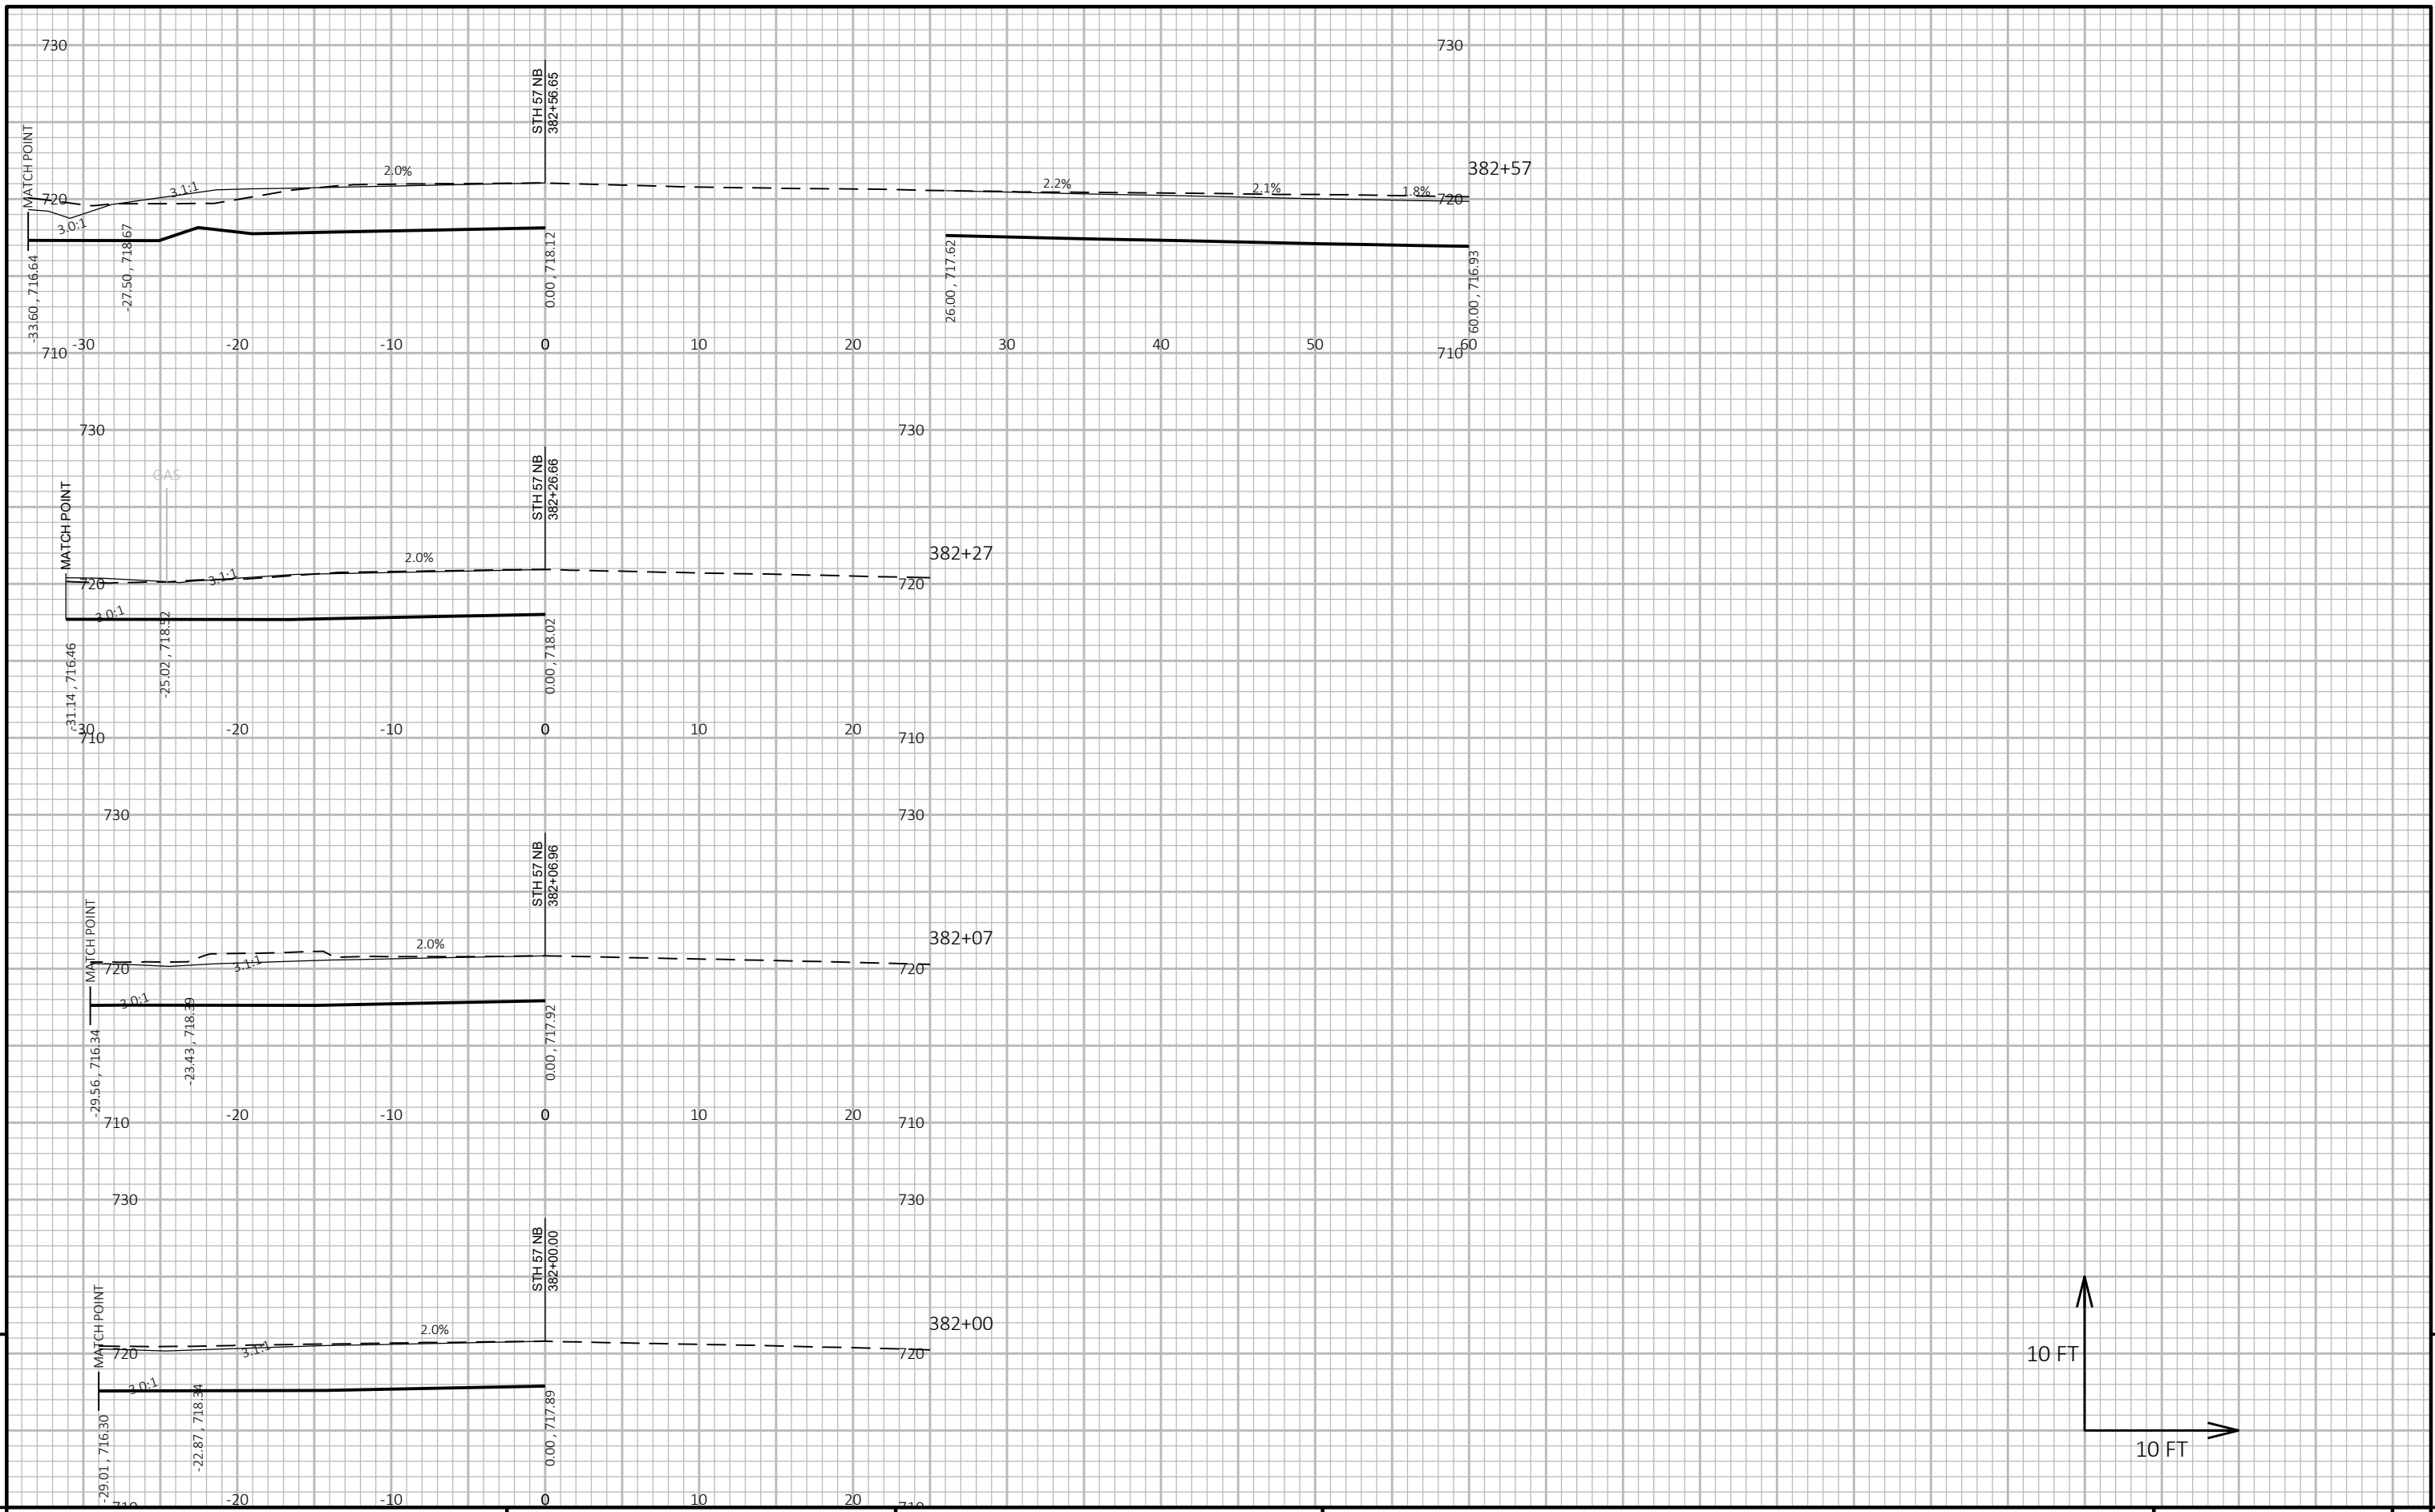 730
730
STH 57 NB
382+56.65
MATCH POINT
2.0%
382+57
3.1:1
2.2%
2.1%
1.8%
720
720
3.0:1
-33.60 , 716.64
-27.50 , 718.67
0.00 , 718.12
26.00 , 717.62
60.00 , 716.93
710
-30
-20
-10
0
10
20
30
40
50
60
710
730
730
STH 57 NB
382+26.66
GAS
MATCH POINT
2.0%
382+27
3.1:1
720
720
3.0:1
-31.14 , 716.46
-25.02 , 718.52
0.00 , 718.02
-30
-20
-10
0
10
20
710
710
730
730
STH 57 NB
382+06.96
MATCH POINT
2.0%
382+07
3.1:1
720
720
3.0:1
-29.56 , 716.34
-23.43 , 718.39
0.00 , 717.92
-20
-10
0
10
20
710
710
730
730
STH 57 NB
382+00.00
MATCH POINT
2.0%
382+00
3.1:1
720
720
3.0:1
-29.01 , 716.30
-22.87 , 718.34
0.00 , 717.89
10 FT
10 FT
710
-20
-10
0
10
20
710